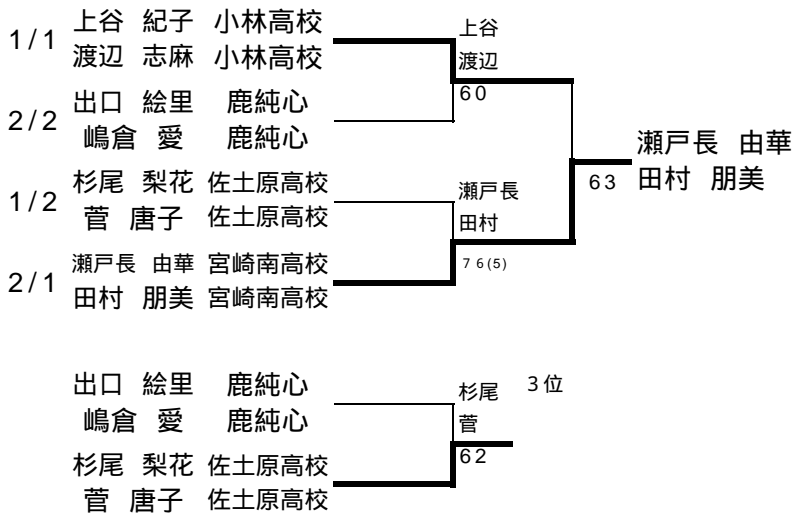 1/1 上谷 紀子 小林高校
渡辺 志麻 小林高校
上谷
渡辺
60
2/2 出口 絵里 鹿純心
嶋倉 愛 鹿純心
瀬戸長 由華
田村 朋美
63
1/2 杉尾 梨花 佐土原高校
菅 唐子 佐土原高校
瀬戸長
田村
76(5)
2/1 瀬戸長 由華 宮崎南高校
田村 朋美 宮崎南高校
出口 絵里 鹿純心
嶋倉 愛 鹿純心
杉尾 3位
菅
62
杉尾 梨花 佐土原高校
菅 唐子 佐土原高校